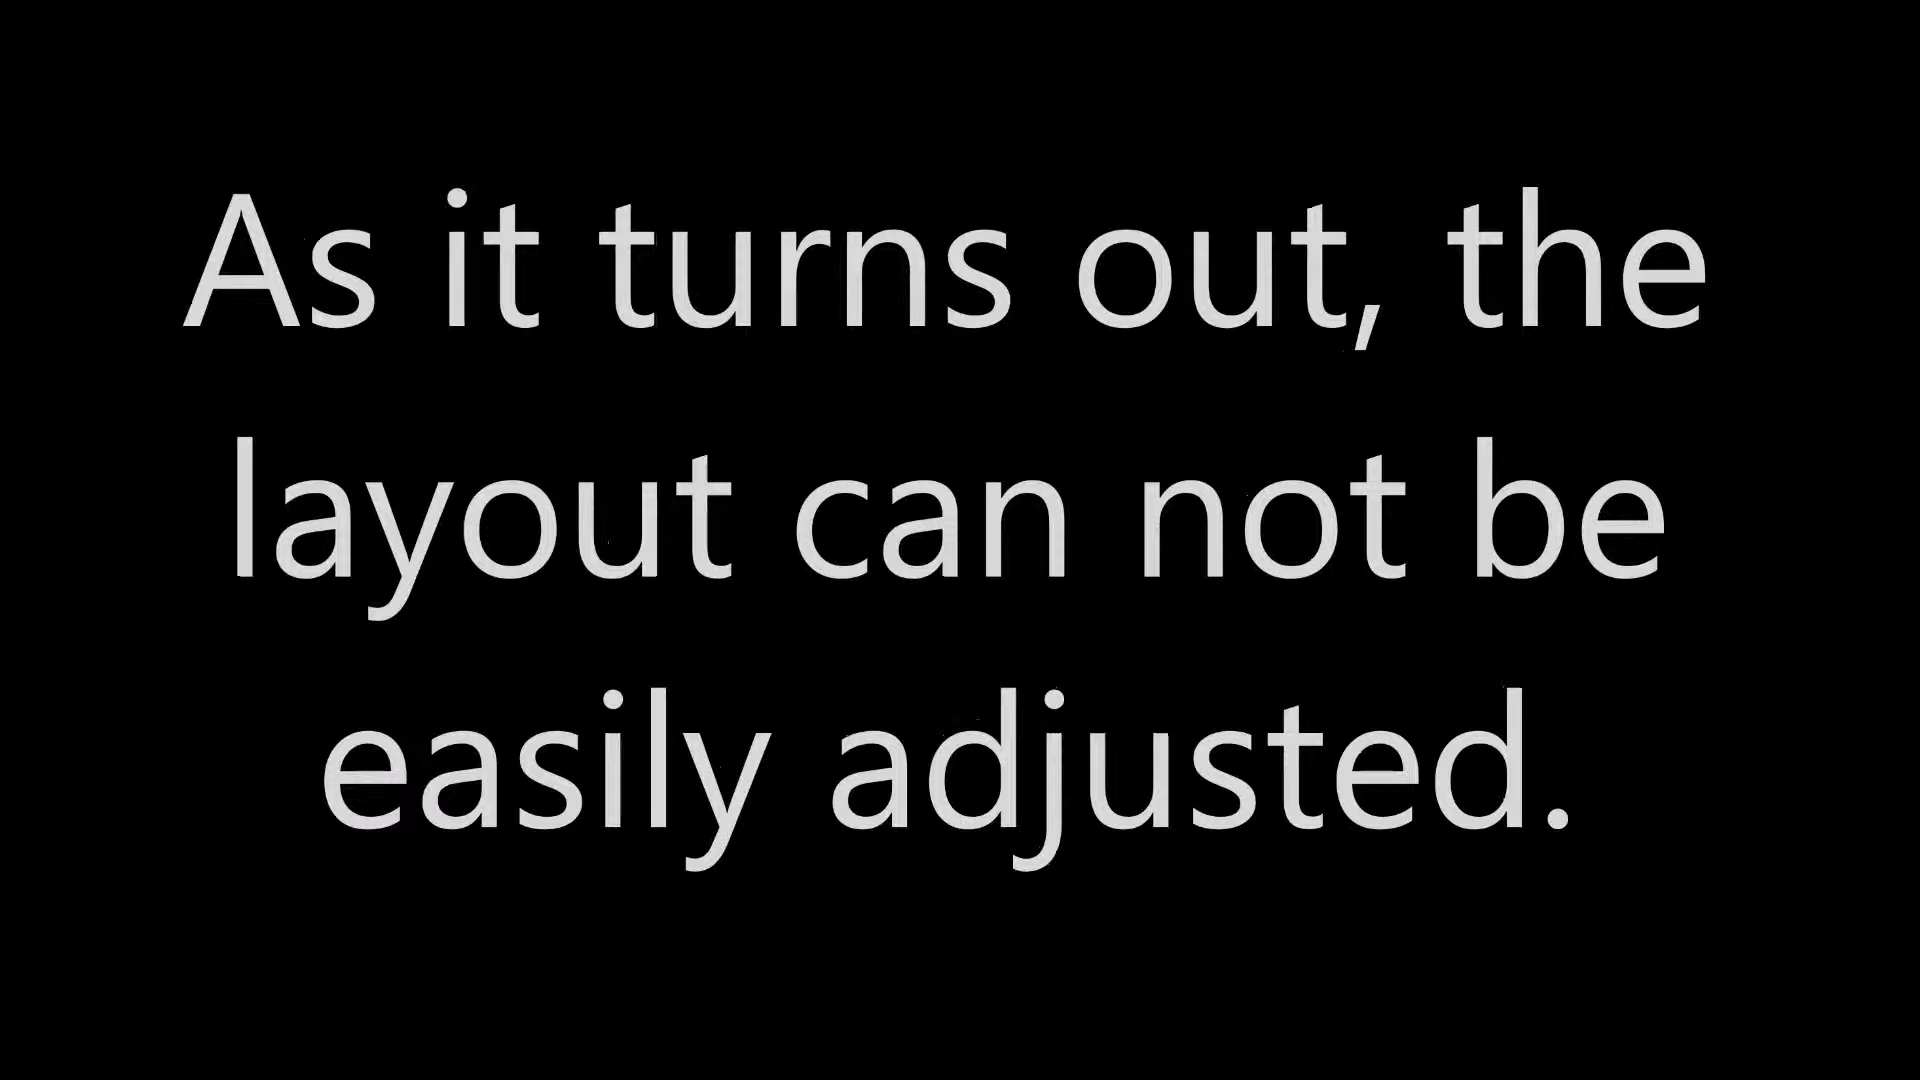 As it turns out, the
layout can not be
easily adjusted.